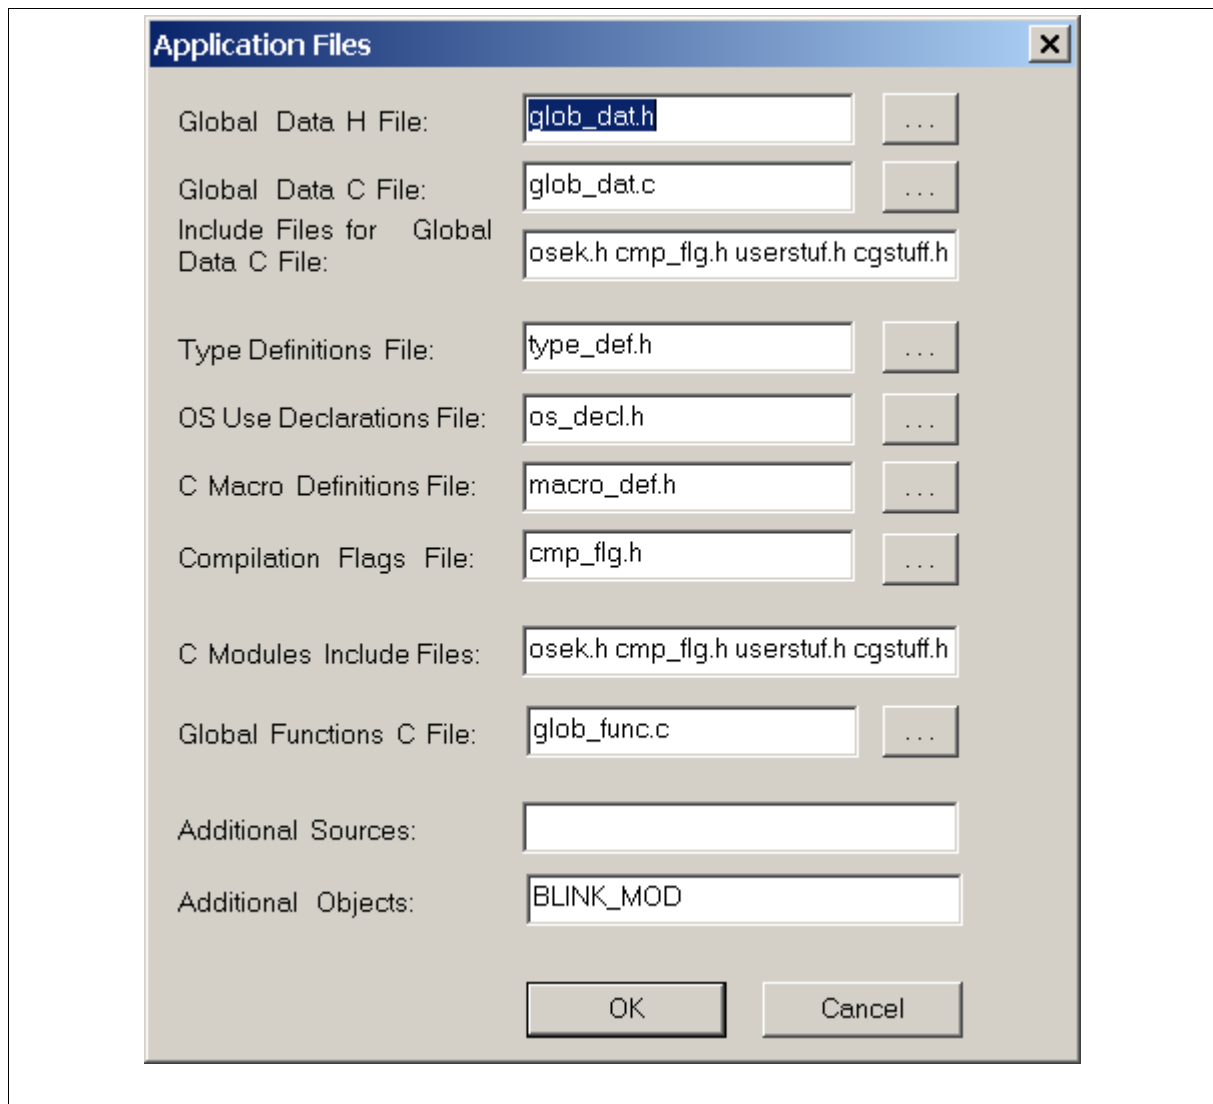 Application Files
Global Data H File: glob_dat.h ...
Global Data C File: glob_dat.c ...
Include Files for Global
Data C File: osek.h cmp_flg.h userstuf.h cgstuff.h
Type Definitions File: type_def.h ...
OS Use Declarations File: os_decl.h ...
C Macro Definitions File: macro_def.h ...
Compilation Flags File: cmp_flg.h ...
C Modules Include Files: osek.h cmp_flg.h userstuf.h cgstuff.h
Global Functions C File: glob_func.c ...
Additional Sources:
Additional Objects: BLINK_MOD
OK Cancel